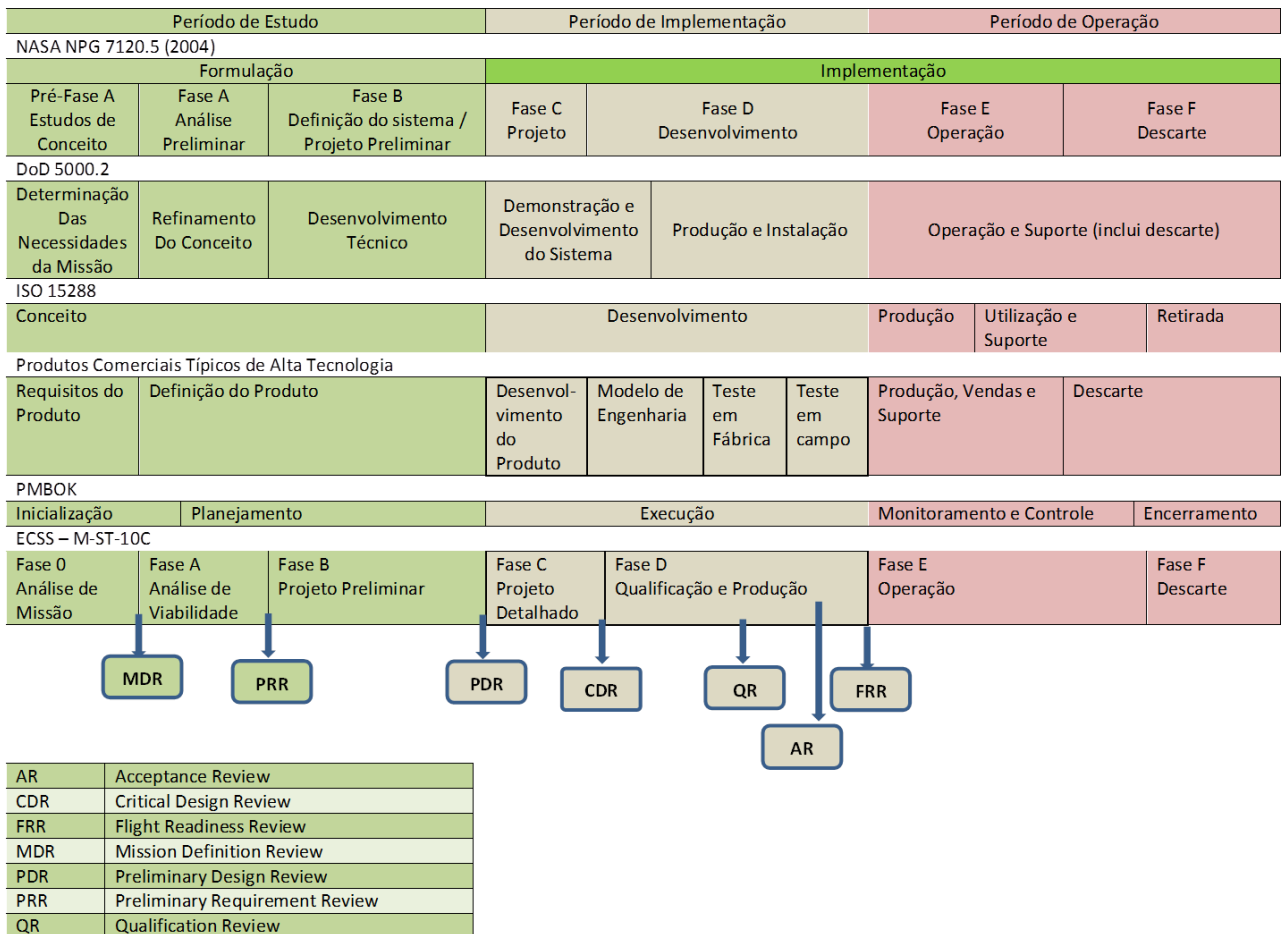 Período de Estudo Período de Implementação Período de Operação
NASA NPG 7120.5 (2004)
Formulação Implementação
Pré-Fase A
Estudos de
Conceito
Fase A
Análise
Preliminar
Fase B
Definição do sistema /
Projeto Preliminar
Fase C
Projeto
Fase D
Desenvolvimento
Fase E
Operação
Fase F
Descarte
DoD 5000.2
Determinação
Das
Necessidades
da Missão
Refinamento
Do Conceito
Desenvolvimento
Técnico
Demonstração e
Desenvolvimento
do Sistema
Produção e Instalação
Operação e Suporte (inclui descarte)
ISO 15288
Conceito
Desenvolvimento
Produção
Utilização e
Suporte
Retirada
Produtos Comerciais Típicos de Alta Tecnologia
Requisitos do
Produto
Definição do Produto
Desenvol-
vimento
do
Produto
Modelo de
Engenharia
Teste
em
Fábrica
Teste
em
campo
Produção, Vendas e
Suporte
Descarte
PMBOK
Inicialização Planejamento Execução Monitoramento e Controle Encerramento
ECSS – M-ST-10C
Fase 0
Análise de
Missão
Fase A
Análise de
Viabilidade
Fase B
Projeto Preliminar
Fase C
Projeto
Detalhado
Fase D
Qualificação e Produção
Fase E
Operação
Fase F
Descarte
MDR
PRR
PDR
CDR
QR
FRR
AR
AR Acceptance Review
CDR Critical Design Review
FRR Flight Readiness Review
MDR Mission Definition Review
PDR Preliminary Design Review
PRR Preliminary Requirement Review
QR Qualification Review